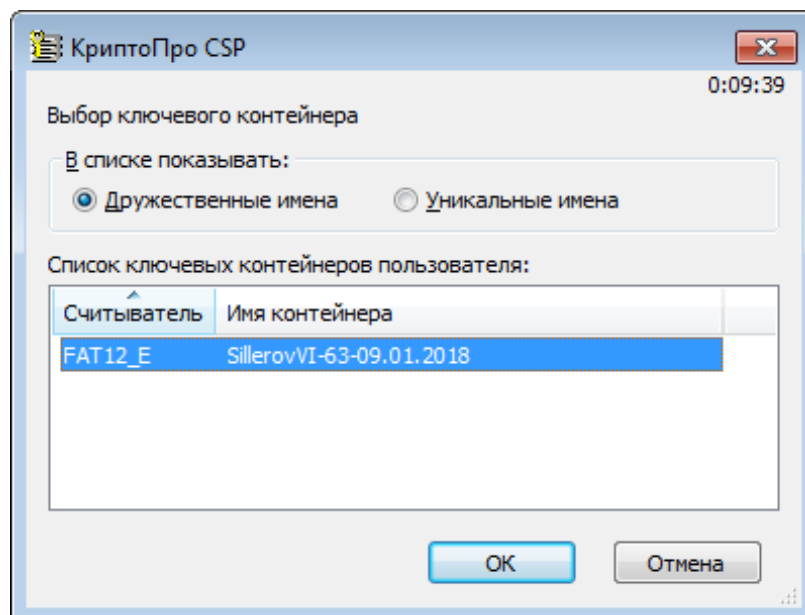 КриптоПро CSP
0:09:39
Выбор ключевого контейнера
В списке показывать:
Дружественные имена Уникальные имена
Список ключевых контейнеров пользователя:
Считыватель Имя контейнера
FAT12_E SillerovVI-63-09.01.2018
ОК Отмена